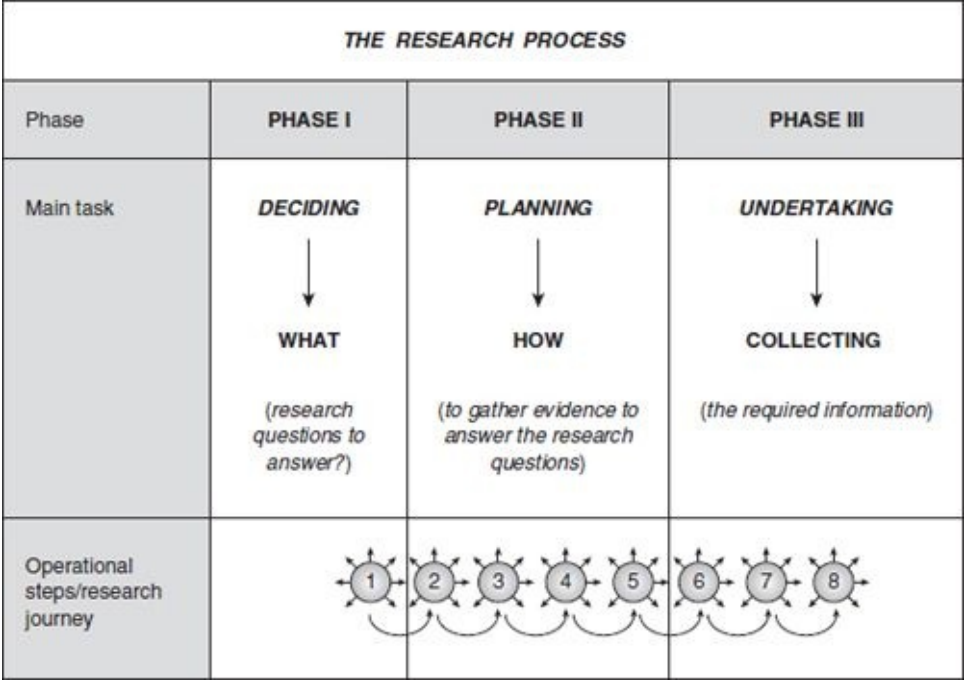 THE RESEARCH PROCESS
Phase
PHASE I
PHASE II
PHASE III
Main task
DECIDING
PLANNING
UNDERTAKING
WHAT
HOW
COLLECTING
(research
questions to
answer?)
(to gather evidence to
answer the research
questions)
(the required information)
Operational
steps/research
journey
1 2 3 4 5 6 7 8